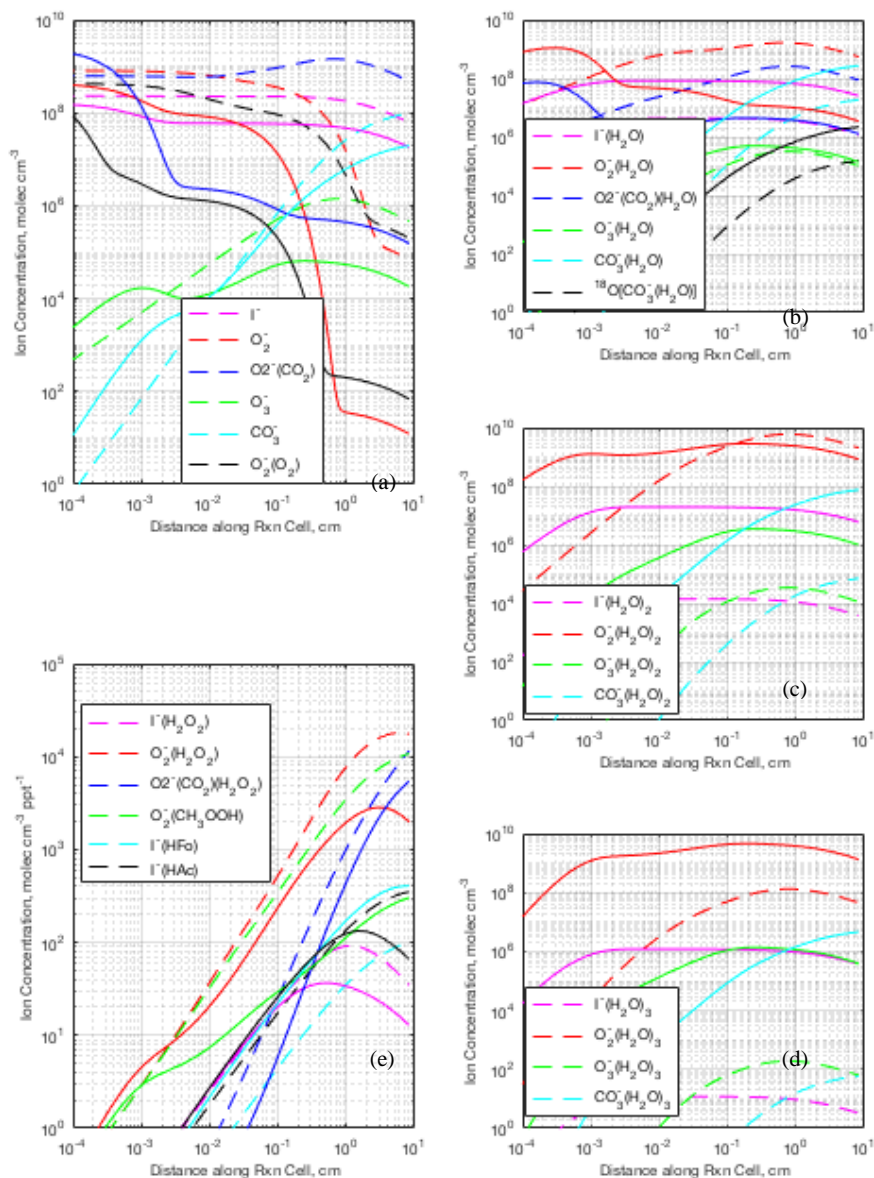 10^10
10^8
10^6
10^4
10^2
10^0
Ion Concentration, molec cm^-3
I^-
O_2^-
O2^-(CO_2)
O_3^-
CO_3^-
O_2^-(O_2)
(a)
10^-4 10^-3 10^-2 10^-1 10^0 10^1
Distance along Rxn Cell, cm
10^10
10^8
10^6
10^4
10^2
10^0
Ion Concentration, molec cm^-3
I^-(H_2O)
O_2^-(H_2O)
O2^-(CO_2)(H_2O)
O_3^-(H_2O)
CO_3^-(H_2O)
^18O[CO_3^-(H_2O)]
(b)
10^-4 10^-3 10^-2 10^-1 10^0 10^1
Distance along Rxn Cell, cm
10^10
10^8
10^6
10^4
10^2
10^0
Ion Concentration, molec cm^-3
I^-(H_2O)_2
O_2^-(H_2O)_2
O_3^-(H_2O)_2
CO_3^-(H_2O)_2
(c)
10^-4 10^-3 10^-2 10^-1 10^0 10^1
Distance along Rxn Cell, cm
10^5
10^4
10^3
10^2
10^1
10^0
Ion Concentration, molec cm^-3 ppt^-1
I^-(H_2O_2)
O_2^-(H_2O_2)
O2^-(CO_2)(H_2O_2)
O_2^-(CH_3OOH)
I^-(HFo)
I^-(HAc)
(e)
10^-4 10^-3 10^-2 10^-1 10^0 10^1
Distance along Rxn Cell, cm
10^10
10^8
10^6
10^4
10^2
10^0
Ion Concentration, molec cm^-3
I^-(H_2O)_3
O_2^-(H_2O)_3
O_3^-(H_2O)_3
CO_3^-(H_2O)_3
(d)
10^-4 10^-3 10^-2 10^-1 10^0 10^1
Distance along Rxn Cell, cm